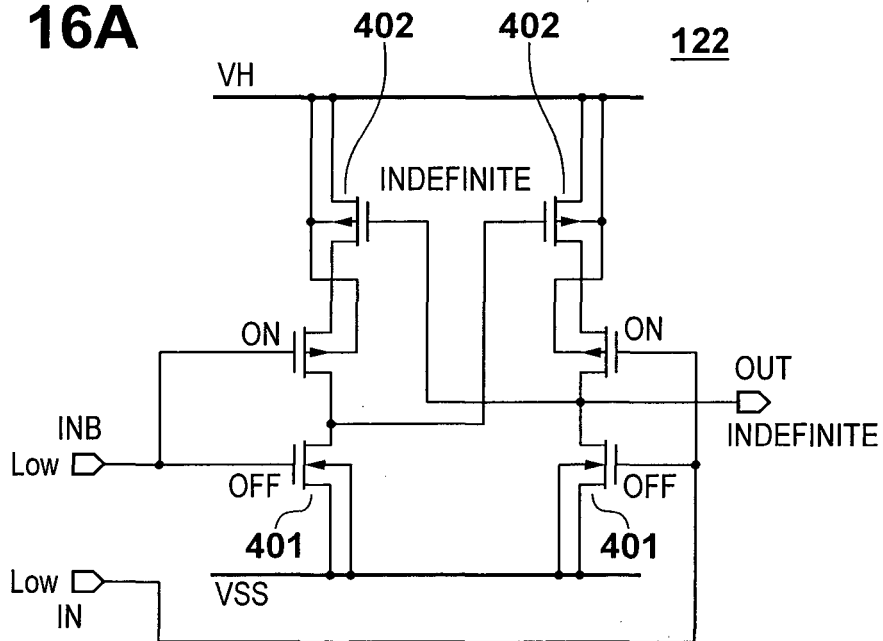 16A
402
402
122
VH
INDEFINITE
ON
ON
OUT
INB
INDEFINITE
Low
OFF
OFF
401
401
Low
VSS
IN